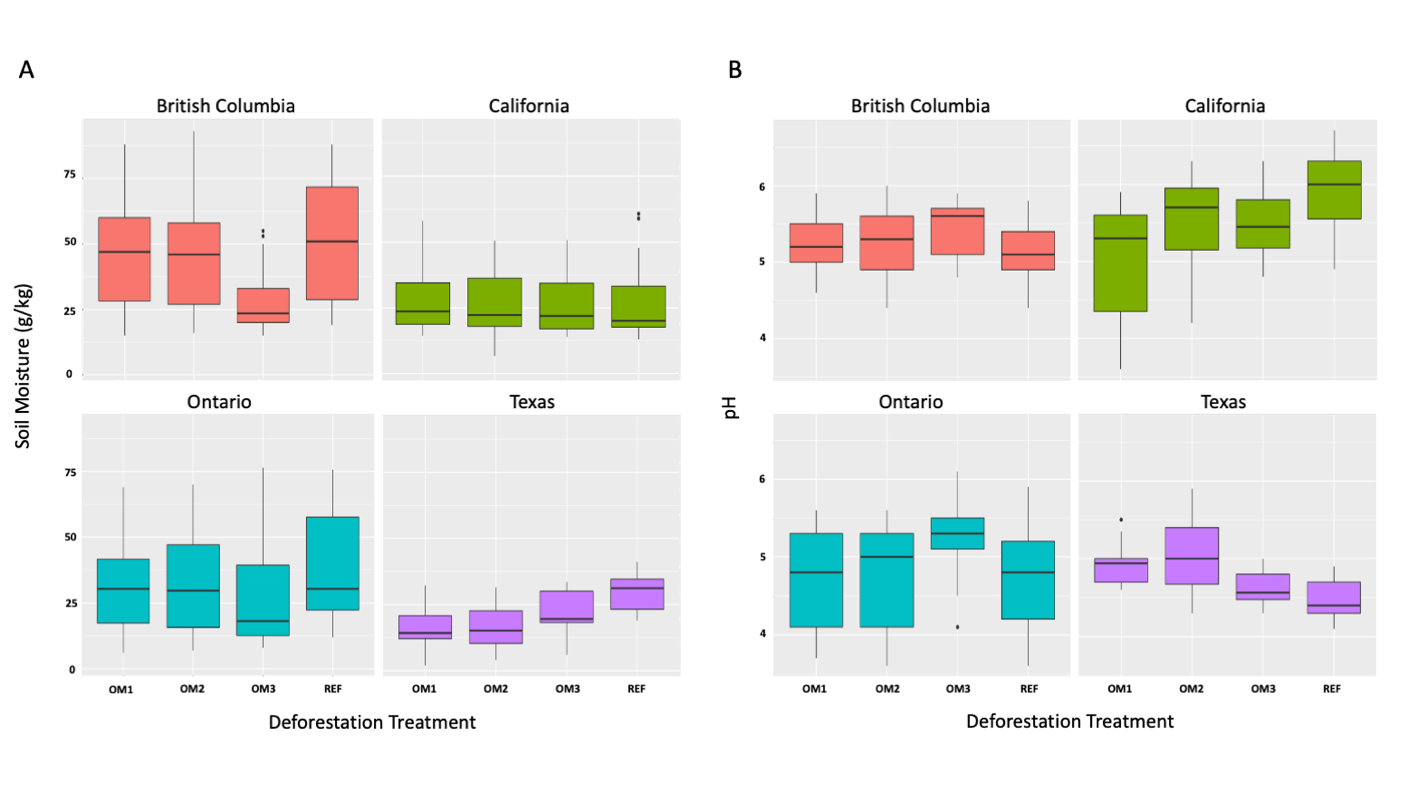 A
British Columbia
California
75
50
25
0
Soil Moisture (g/kg)
Ontario
Texas
75
50
25
0
OM1
OM2
OM3
REF
OM1
OM2
OM3
REF
Deforestation Treatment
B
British Columbia
California
6
5
4
pH
Ontario
Texas
6
5
4
OM1
OM2
OM3
REF
OM1
OM2
OM3
REF
Deforestation Treatment